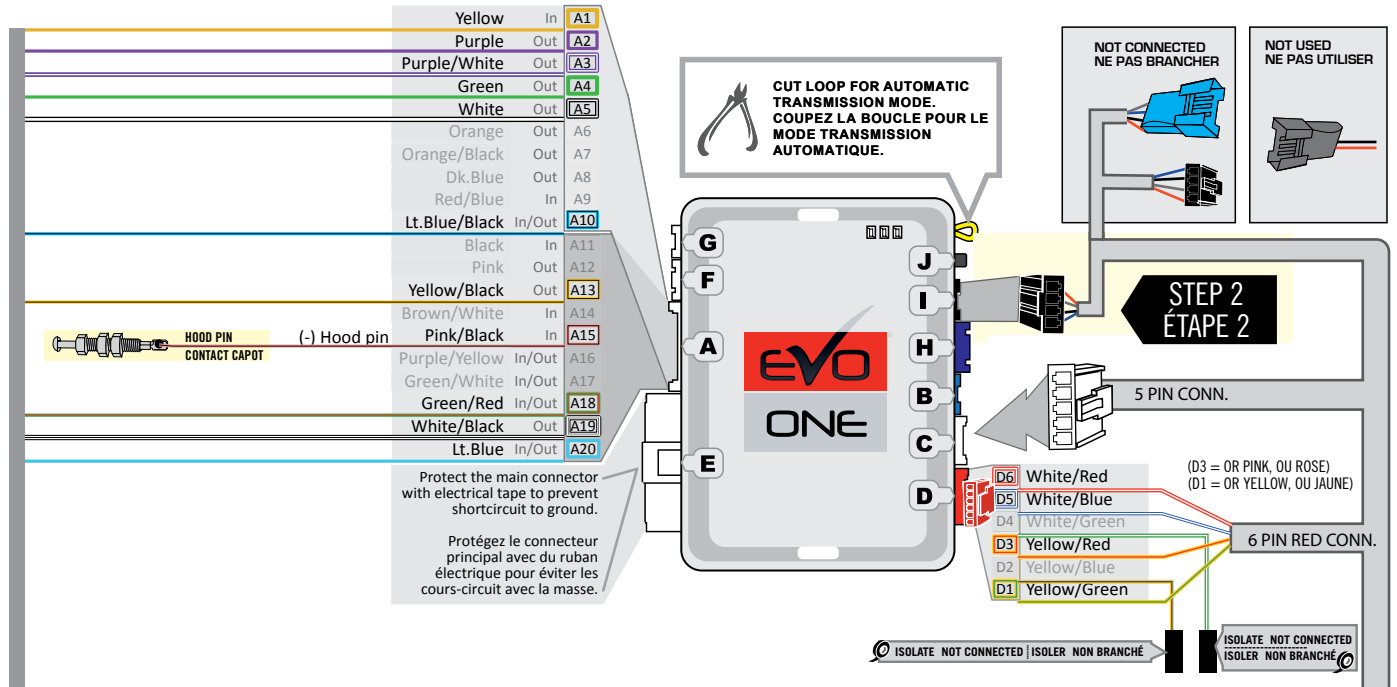 Yellow In A1
Purple Out A2
Purple/White Out A3
Green Out A4
White Out A5
Orange Out A6
Orange/Black Out A7
Dk.Blue Out A8
Red/Blue In A9
Lt.Blue/Black In/Out A10
Black In A11
Pink Out A12
Yellow/Black Out A13
Brown/White In A14
HOOD PIN
CONTACT CAPOT
(-) Hood pin Pink/Black In A15
Purple/Yellow In/Out A16
Green/White In/Out A17
Green/Red In/Out A18
White/Black Out A19
Lt.Blue In/Out A20
Protect the main connector
with electrical tape to prevent
shortcircuit to ground.
Protégez le connecteur
principal avec du ruban
électrique pour éviter les
cours-circuit avec la masse.
CUT LOOP FOR AUTOMATIC
TRANSMISSION MODE.
COUPEZ LA BOUCLE POUR LE
MODE TRANSMISSION
AUTOMATIQUE.
G
F
A
E
J
I
H
B
C
D
EVO
ONE
NOT CONNECTED
NE PAS BRANCHER
NOT USED
NE PAS UTILISER
STEP 2
ÉTAPE 2
5 PIN CONN.
D6 White/Red
D5 White/Blue
D4 White/Green
D3 Yellow/Red
D2 Yellow/Blue
D1 Yellow/Green
(D3 = OR PINK, OU ROSE)
(D1 = OR YELLOW, OU JAUNE)
6 PIN RED CONN.
ISOLATE NOT CONNECTED ISOLER NON BRANCHÉ
ISOLATE NOT CONNECTED
ISOLER NON BRANCHÉ